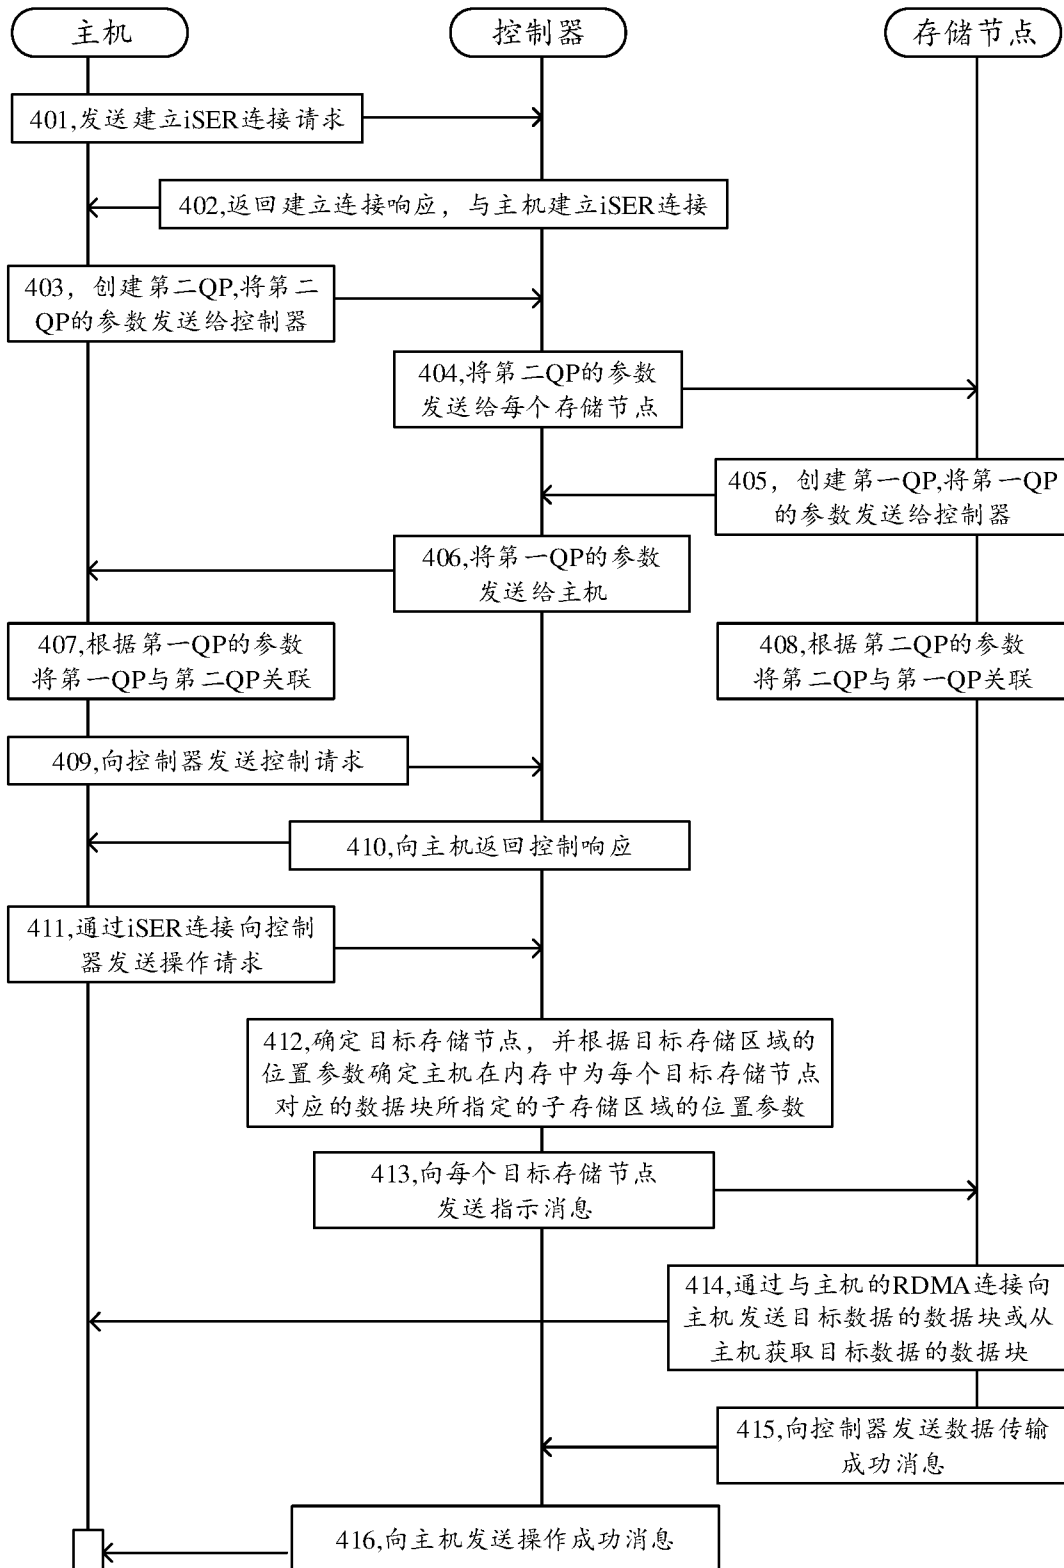 主机
控制器
存储节点
401,发送建立iSER连接请求
402,返回建立连接响应，与主机建立iSER连接
403，创建第二QP,将第二
QP的参数发送给控制器
404,将第二QP的参数
发送给每个存储节点
405，创建第一QP,将第一QP
的参数发送给控制器
406,将第一QP的参数
发送给主机
407,根据第一QP的参数
将第一QP与第二QP关联
408,根据第二QP的参数
将第二QP与第一QP关联
409,向控制器发送控制请求
410,向主机返回控制响应
411,通过iSER连接向控制
器发送操作请求
412,确定目标存储节点，并根据目标存储区域的
位置参数确定主机在内存中为每个目标存储节点
对应的数据块所指定的子存储区域的位置参数
413,向每个目标存储节点
发送指示消息
414,通过与主机的RDMA连接向
主机发送目标数据的数据块或从
主机获取目标数据的数据块
415,向控制器发送数据传输
成功消息
416,向主机发送操作成功消息